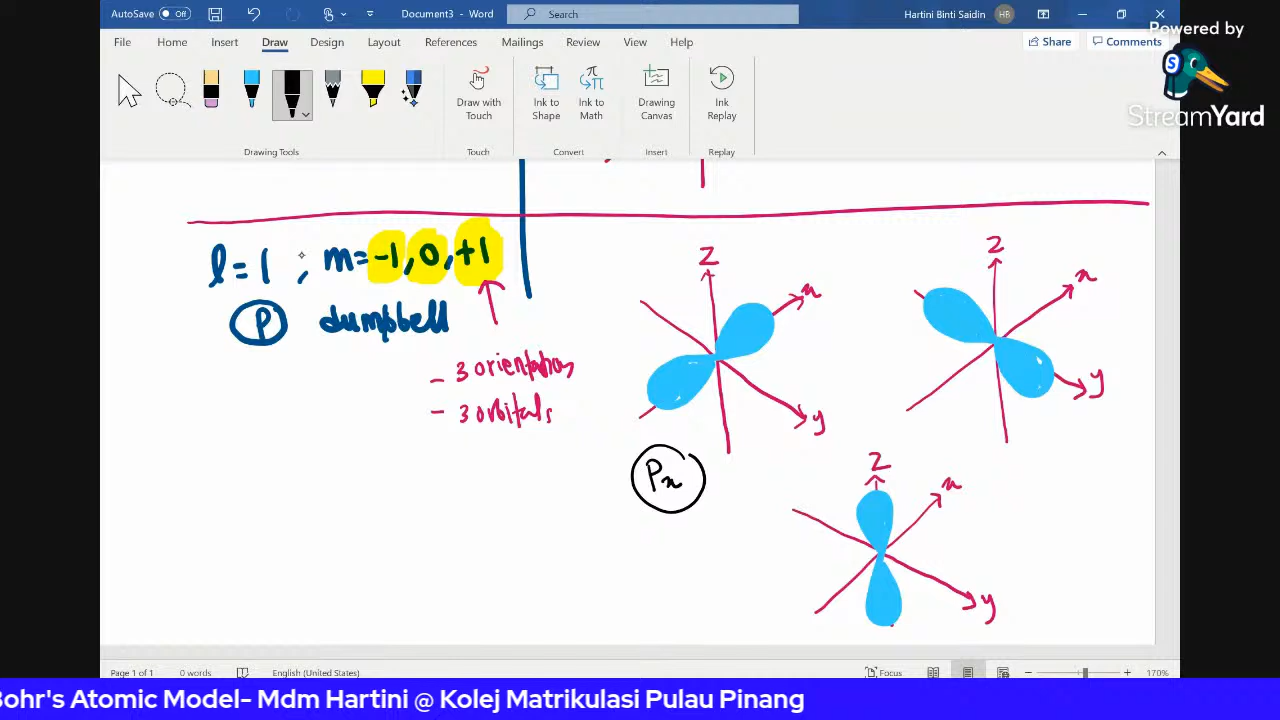 AutoSave Off Document3 - Word Search Hartini Binti Saidin HB
Powered by
StreamYard
File Home Insert Draw Design Layout References Mailings Review View Help Share Comments
Draw with Touch
Ink to Shape
Ink to Math
Drawing Canvas
Ink Replay
Drawing Tools Touch Convert Insert Replay
l = 1 , m = -1, 0, +1
P dumpbell
- 3 orientations
- 3 orbitals
z x y
z x y
Px
z x y
Page 1 of 1 0 words English (United States) Focus 170%
Bohr's Atomic Model- Mdm Hartini @ Kolej Matrikulasi Pulau Pinang